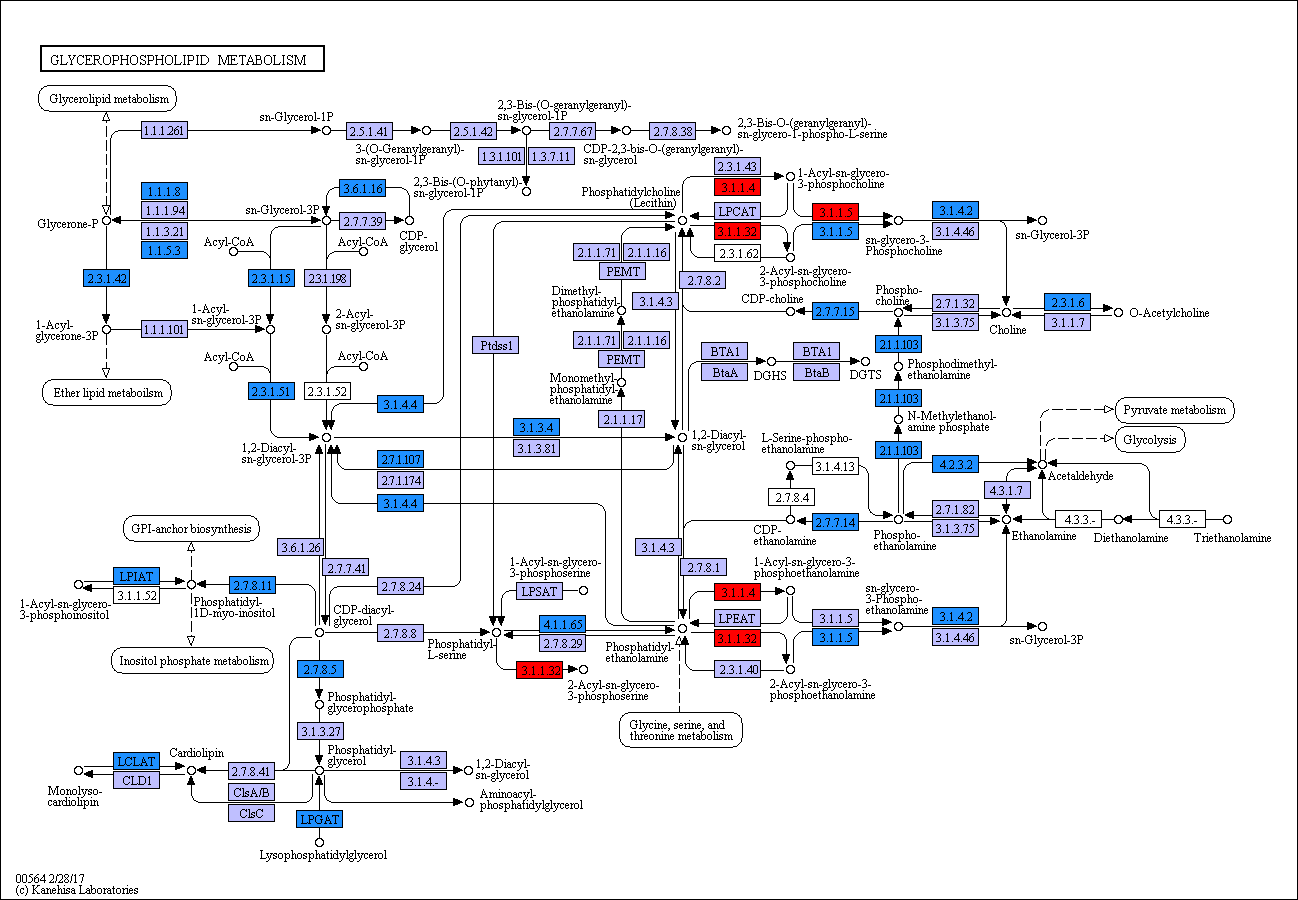 GLYCEROPHOSPHOLIPID METABOLISM
Glycerolipid metabolism
1.1.1.261
sn-Glycerol-1P
2.5.1.41
3-(O-Geranylgeranyl)-
sn-glycerol-1P
2.5.1.42
2,3-Bis-(O-geranylgeranyl)-
sn-glycerol-1P
2.7.7.67
CDP-2,3-bis-O-(geranylgeranyl)-
sn-glycerol
2.7.8.38
2,3-Bis-O-(geranylgeranyl)-
sn-glycero-1-phospho-L-serine
1.3.1.101
1.3.7.11
2,3-Bis-(O-phytanyl)-
sn-glycerol-1P
1.1.1.8
1.1.1.94
1.1.3.21
1.1.5.3
Glycerone-P
sn-Glycerol-3P
3.6.1.16
2.7.7.39
CDP-
glycerol
Phosphatidylcholine
(Lecithin)
2.3.1.43
3.1.1.4
LPCAT
3.1.1.32
2.3.1.62
1-Acyl-sn-glycero-
3-phosphocholine
2-Acyl-sn-glycero-
3-phosphocholine
3.1.1.5
3.1.1.5
sn-glycero-3-
Phosphocholine
3.1.4.2
3.1.4.46
sn-Glycerol-3P
Acyl-CoA
Acyl-CoA
2.3.1.42
2.3.1.15
2.3.1.198
2.1.1.71
2.1.1.16
PEMT
3.1.4.3
2.7.8.2
Dimethyl-
phosphatidyl-
ethanolamine
CDP-choline
2.7.7.15
Phospho-
choline
2.7.1.32
3.1.3.75
Choline
2.3.1.6
3.1.1.7
O-Acetylcholine
1-Acyl-
glycerone-3P
1.1.1.101
1-Acyl-
sn-glycerol-3P
2-Acyl-
sn-glycerol-3P
Acyl-CoA
Acyl-CoA
Ptdss1
2.1.1.71
2.1.1.16
PEMT
Monomethyl-
phosphatidyl-
ethanolamine
2.1.1.17
BTA1
BtaA
DGHS
BTA1
BtaB
DGTS
2.1.1.103
Phosphodimethyl-
ethanolamine
2.1.1.103
N-Methylethanol-
amine phosphate
2.1.1.103
Ether lipid metabolism
2.3.1.51
2.3.1.52
3.1.4.4
3.1.3.4
3.1.3.81
1,2-Diacyl-
sn-glycerol-3P
1,2-Diacyl-
sn-glycerol
2.7.1.107
2.7.1.174
3.1.4.4
L-Serine-phospho-
ethanolamine
3.1.4.13
2.7.8.4
Pyruvate metabolism
Glycolysis
4.2.3.2
Acetaldehyde
4.3.1.7
CDP-
ethanolamine
2.7.7.14
Phospho-
ethanolamine
2.7.1.82
3.1.3.75
Ethanolamine
4.3.3.-
Diethanolamine
4.3.3.-
Triethanolamine
GPI-anchor biosynthesis
3.6.1.26
2.7.7.41
3.1.4.3
2.7.8.1
LPIAT
3.1.1.52
1-Acyl-sn-glycero-
3-phosphoinositol
Phosphatidyl-
1D-myo-inositol
2.7.8.11
2.7.8.24
CDP-diacyl-
glycerol
2.7.8.8
Phosphatidyl-
L-serine
1-Acyl-sn-glycero-
3-phosphoserine
LPSAT
4.1.1.65
2.7.8.29
3.1.1.32
2-Acyl-sn-glycero-
3-phosphoserine
Phosphatidyl-
ethanolamine
1-Acyl-sn-glycero-3-
phosphoethanolamine
3.1.1.4
LPEAT
3.1.1.32
2.3.1.40
2-Acyl-sn-glycero-3-
phosphoethanolamine
3.1.1.5
3.1.1.5
sn-glycero-
3-Phospho-
ethanolamine
3.1.4.2
3.1.4.46
sn-Glycerol-3P
Inositol phosphate metabolism
2.7.8.5
Phosphatidyl-
glycerophosphate
3.1.3.27
Phosphatidyl-
glycerol
Glycine, serine, and
threonine metabolism
LCLAT
CLD1
Monolyso-
cardiolipin
Cardiolipin
2.7.8.41
ClsA/B
ClsC
3.1.4.3
3.1.4.-
1,2-Diacyl-
sn-glycerol
Aminoacyl-
phosphatidylglycerol
LPGAT
Lysophosphatidylglycerol
00564 2/28/17
(c) Kanehisa Laboratories